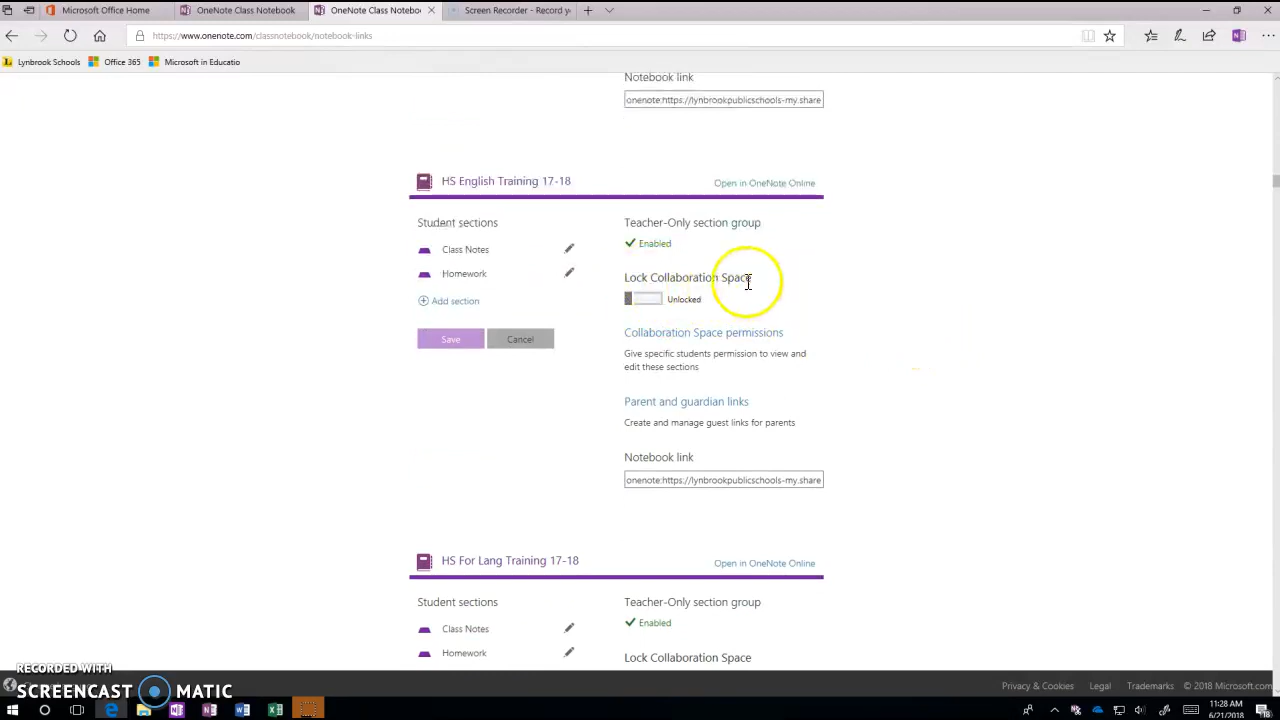 Microsoft Office Home
OneNote Class Notebook
OneNote Class Noteboo
Screen Recorder - Record y
https://www.onenote.com/classnotebook/notebook-links
Lynbrook Schools
Office 365
Microsoft in Educatio
Notebook link
onenote:https://lynbrookpublicschools-my.share
HS English Training 17-18
Open in OneNote Online
Student sections
Class Notes
Homework
Add section
Save
Cancel
Teacher-Only section group
Enabled
Lock Collaboration Space
Unlocked
Collaboration Space permissions
Give specific students permission to view and
edit these sections
Parent and guardian links
Create and manage guest links for parents
Notebook link
onenote:https://lynbrookpublicschools-my.share
HS For Lang Training 17-18
Open in OneNote Online
Student sections
Class Notes
Homework
Teacher-Only section group
Enabled
Lock Collaboration Space
Privacy & Cookies
Legal
Trademarks
© 2018 Microsoft.com
RECORDED WITH
SCREENCAST MATIC
11:28 AM
6/21/2018